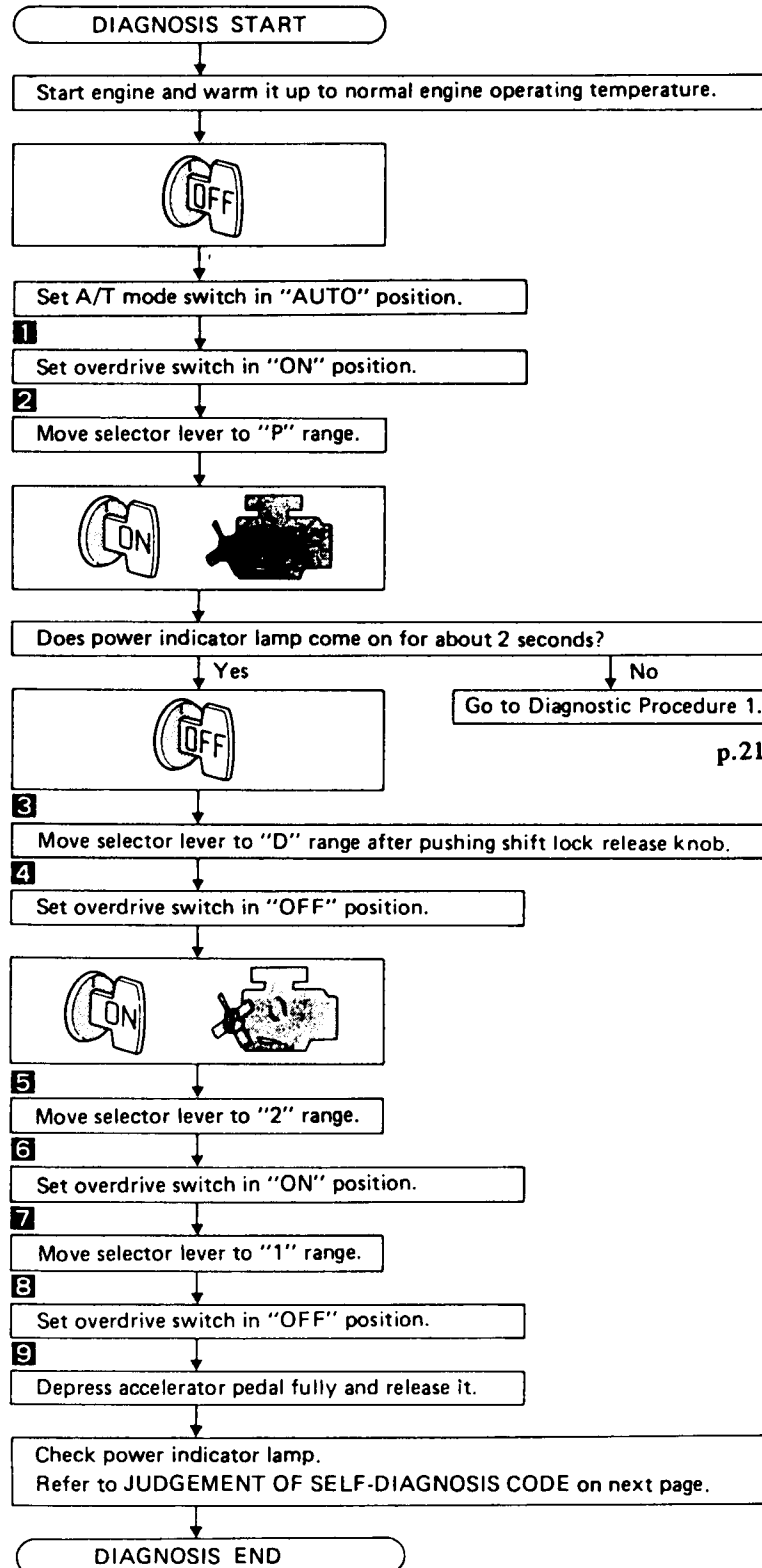 DIAGNOSIS START
Start engine and warm it up to normal engine operating temperature.
OFF
Set A/T mode switch in "AUTO" position.
1
Set overdrive switch in "ON" position.
2
Move selector lever to "P" range.
ON
Does power indicator lamp come on for about 2 seconds?
Yes
No
OFF
Go to Diagnostic Procedure 1.
p.21
3
Move selector lever to "D" range after pushing shift lock release knob.
4
Set overdrive switch in "OFF" position.
ON
5
Move selector lever to "2" range.
6
Set overdrive switch in "ON" position.
7
Move selector lever to "1" range.
8
Set overdrive switch in "OFF" position.
9
Depress accelerator pedal fully and release it.
Check power indicator lamp.
Refer to JUDGEMENT OF SELF-DIAGNOSIS CODE on next page.
DIAGNOSIS END